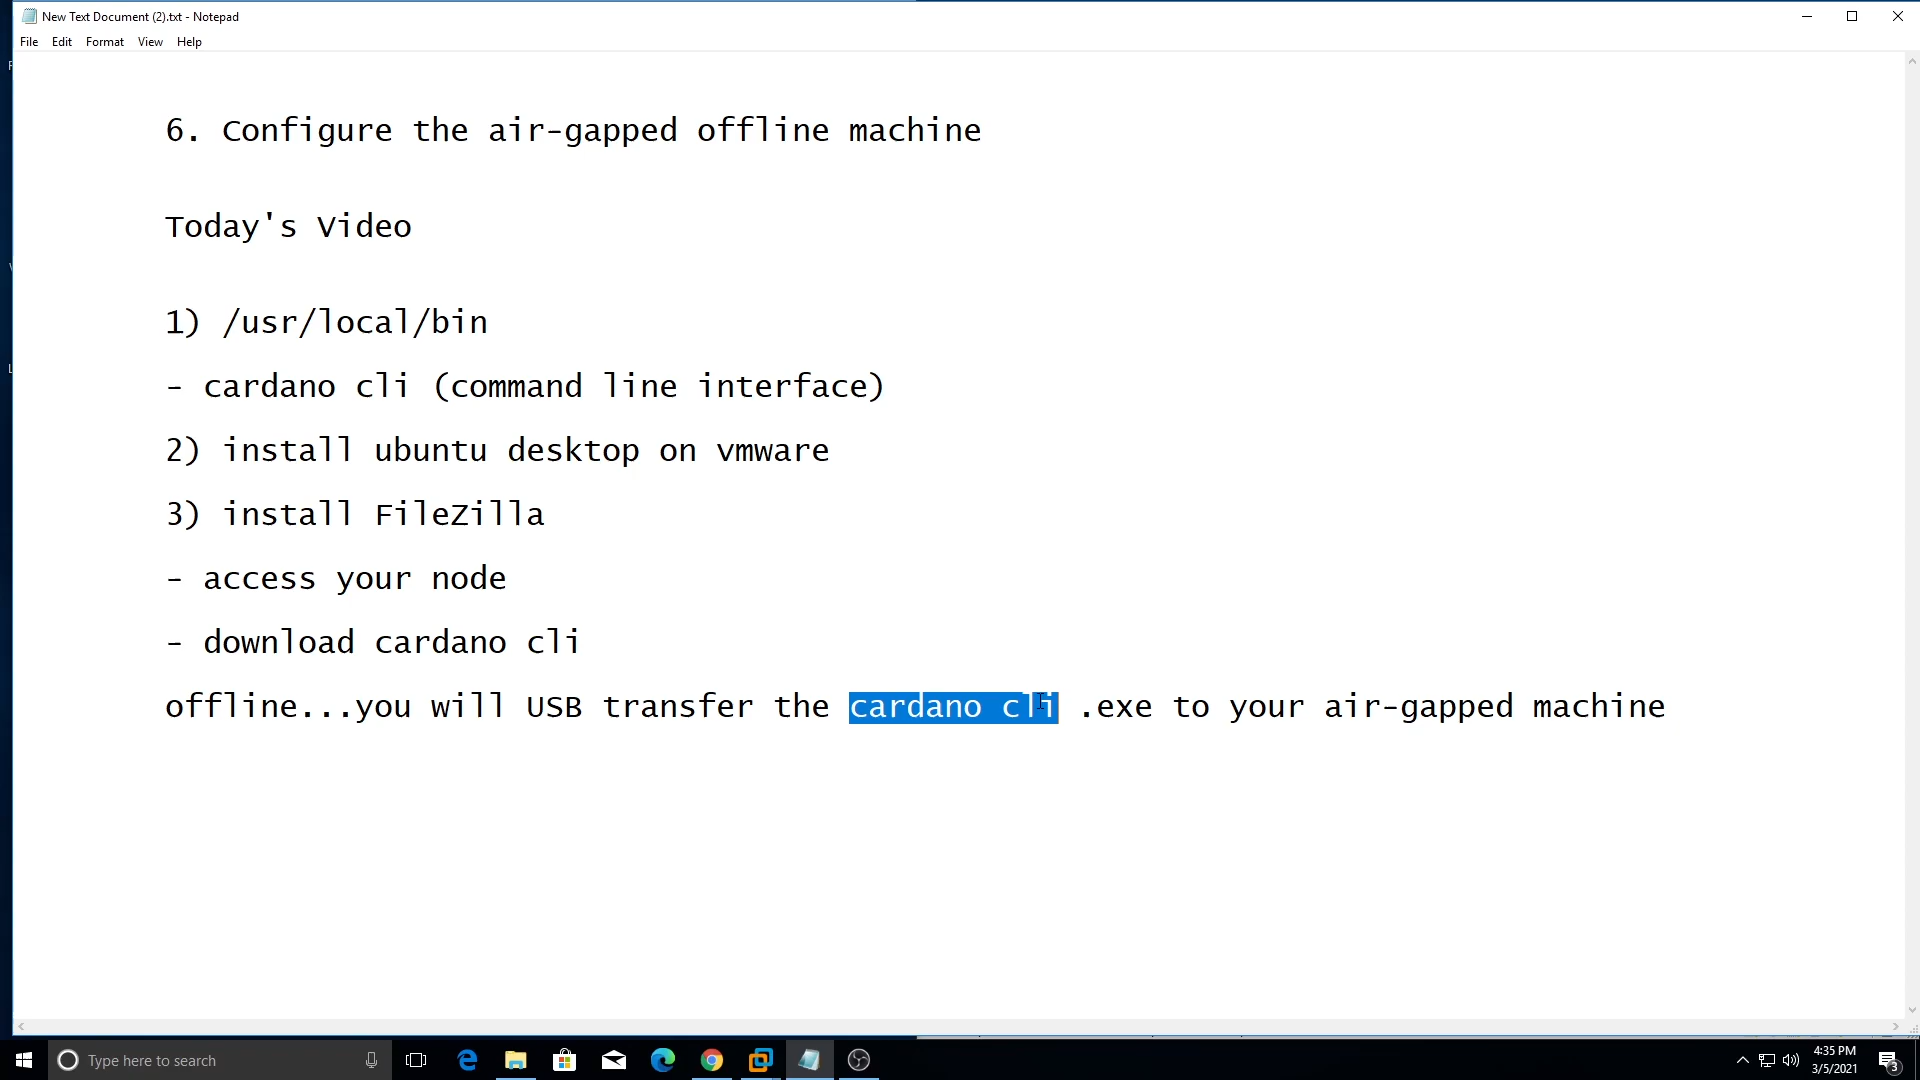 New Text Document (2).txt - Notepad
File Edit Format View Help
6. Configure the air-gapped offline machine
Today's Video
1) /usr/local/bin
- cardano cli (command line interface)
2) install ubuntu desktop on vmware
3) install FileZilla
- access your node
- download cardano cli
offline...you will USB transfer the cardano cli .exe to your air-gapped machine
Type here to search
4:35 PM
3/5/2021
3